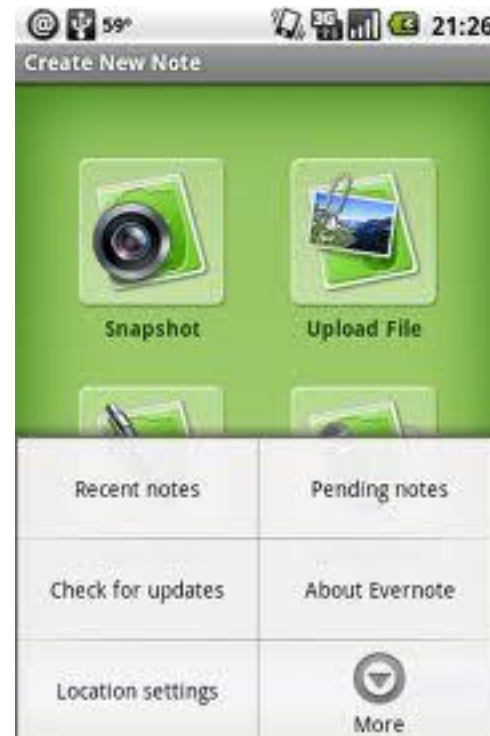 @ 59° 3G 21:26
Create New Note
Snapshot Upload File
Recent notes Pending notes
Check for updates About Evernote
Location settings More